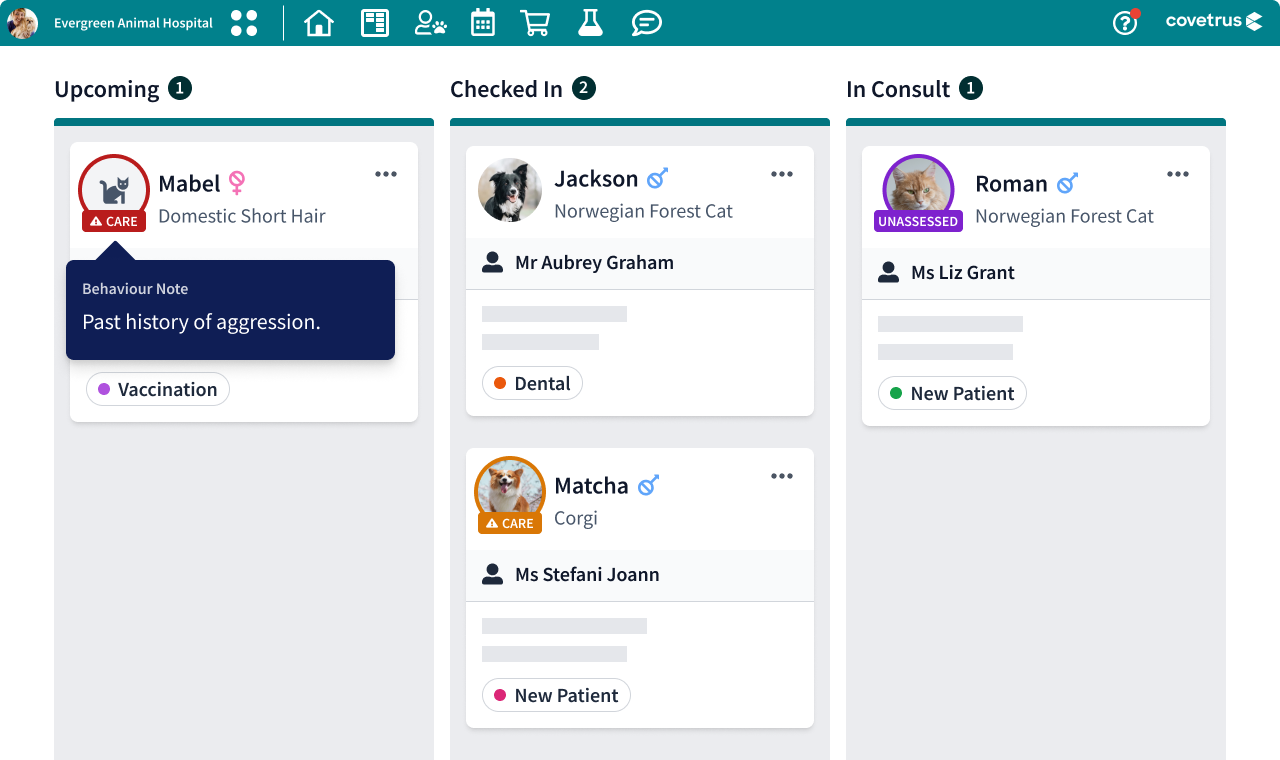 Evergreen Animal Hospital
covetrus
Upcoming 1
Mabel
Domestic Short Hair
CARE
Behaviour Note
Past history of aggression.
Vaccination
Checked In 2
Jackson
Norwegian Forest Cat
Mr Aubrey Graham
Dental
Matcha
Corgi
CARE
Ms Stefani Joann
New Patient
In Consult 1
Roman
Norwegian Forest Cat
UNASSESSED
Ms Liz Grant
New Patient